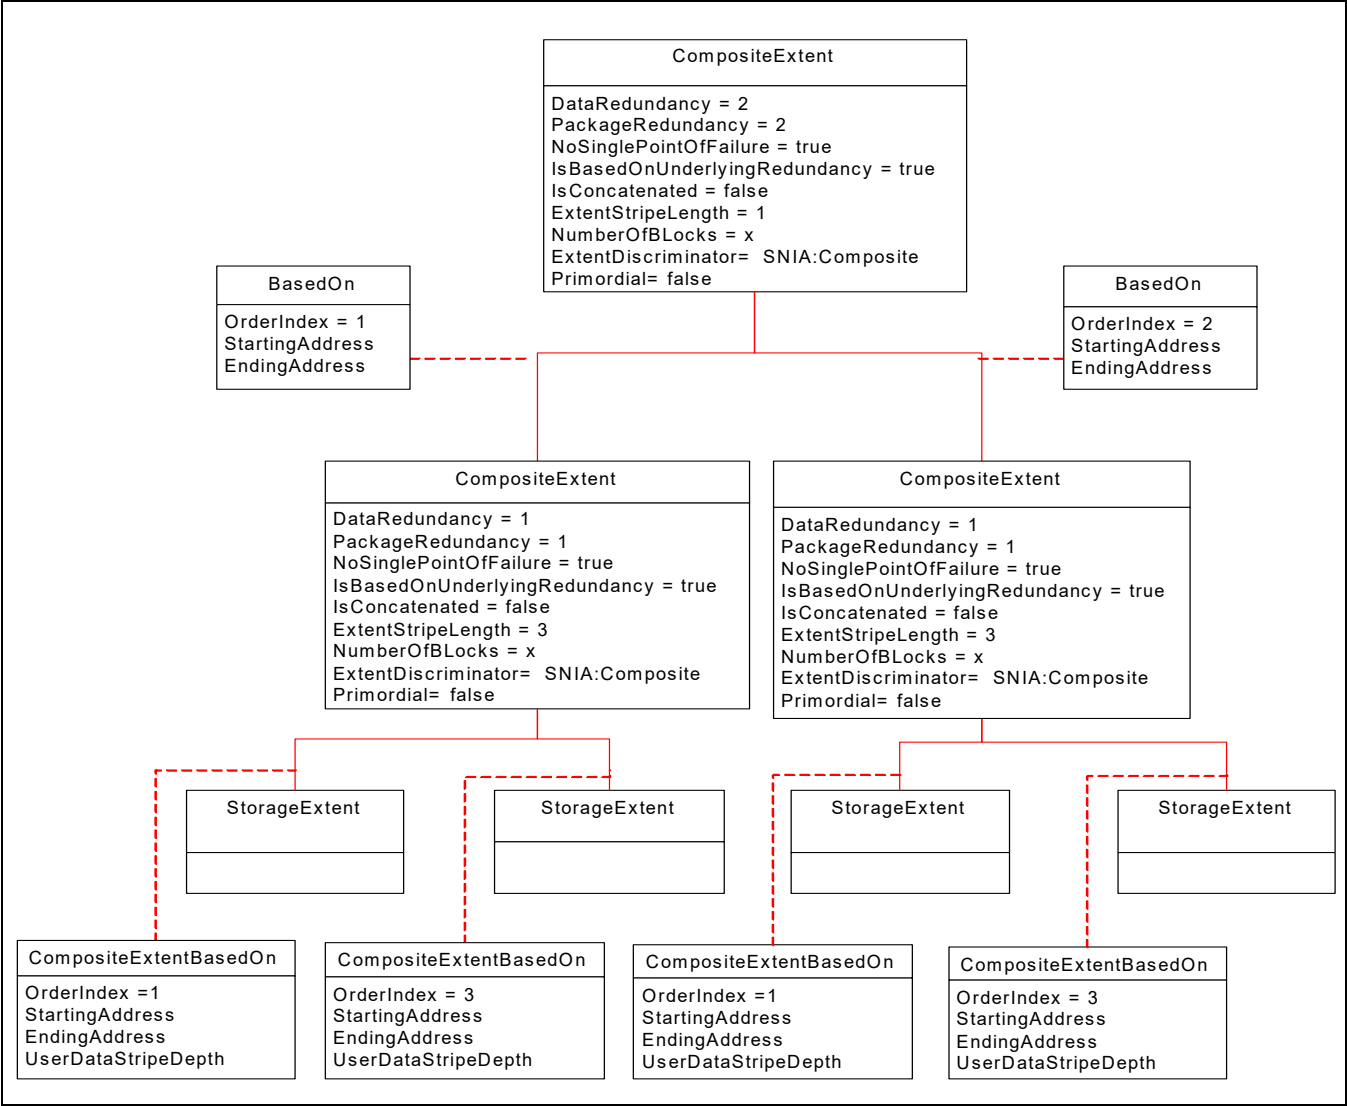 CompositeExtent
DataRedundancy = 2
PackageRedundancy = 2
NoSinglePointOfFailure = true
IsBasedOnUnderlyingRedundancy = true
IsConcatenated = false
ExtentStripeLength = 1
NumberOfBLocks = x
ExtentDiscriminator= SNIA:Composite
Primordial= false
BasedOn
OrderIndex = 1
StartingAddress
EndingAddress
BasedOn
OrderIndex = 2
StartingAddress
EndingAddress
CompositeExtent
DataRedundancy = 1
PackageRedundancy = 1
NoSinglePointOfFailure = true
IsBasedOnUnderlyingRedundancy = true
IsConcatenated = false
ExtentStripeLength = 3
NumberOfBLocks = x
ExtentDiscriminator= SNIA:Composite
Primordial= false
CompositeExtent
DataRedundancy = 1
PackageRedundancy = 1
NoSinglePointOfFailure = true
IsBasedOnUnderlyingRedundancy = true
IsConcatenated = false
ExtentStripeLength = 3
NumberOfBLocks = x
ExtentDiscriminator= SNIA:Composite
Primordial= false
StorageExtent
StorageExtent
StorageExtent
StorageExtent
CompositeExtentBasedOn
OrderIndex =1
StartingAddress
EndingAddress
UserDataStripeDepth
CompositeExtentBasedOn
OrderIndex = 3
StartingAddress
EndingAddress
UserDataStripeDepth
CompositeExtentBasedOn
OrderIndex =1
StartingAddress
EndingAddress
UserDataStripeDepth
CompositeExtentBasedOn
OrderIndex = 3
StartingAddress
EndingAddress
UserDataStripeDepth